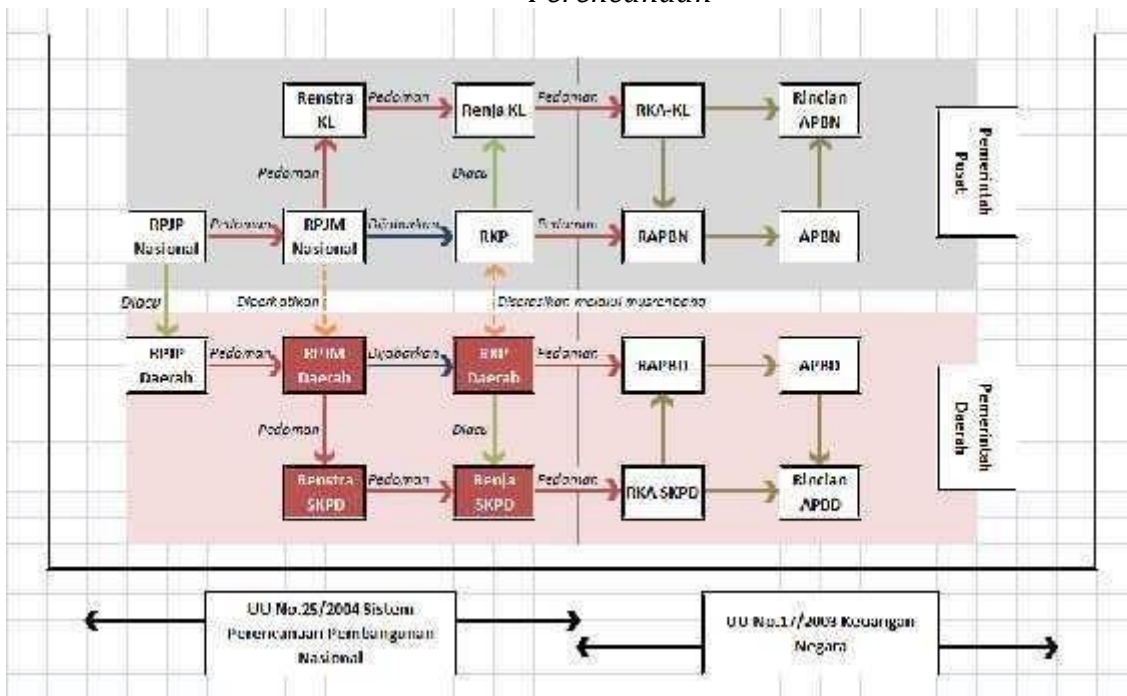 Perencanaan
Renstra
KL
Pedoman
Renja KL
Pedoman
RKA-KL
Rincian
APBN
Pemerintah
Pusat
Pedoman
Diacu
RPJP
Nasional
Pedoman
RPJM
Nasional
Dijabarkan
RKP
Pedoman
RAPBN
APBN
Diacu
Diperhatikan
Diserasikan melalui musrenbang
RPJP
Daerah
Pedoman
RPJM
Daerah
Dijabarkan
RKP
Daerah
Pedoman
RAPBD
APBD
Pemerintah
Daerah
Pedoman
Diacu
Renstra
SKPD
Pedoman
Renja
SKPD
Pedoman
RKA SKPD
Rincian
APBD
UU No.25/2004 Sistem
Perencanaan Pembangunan
Nasional
UU No.17/2003 Keuangan
Negara